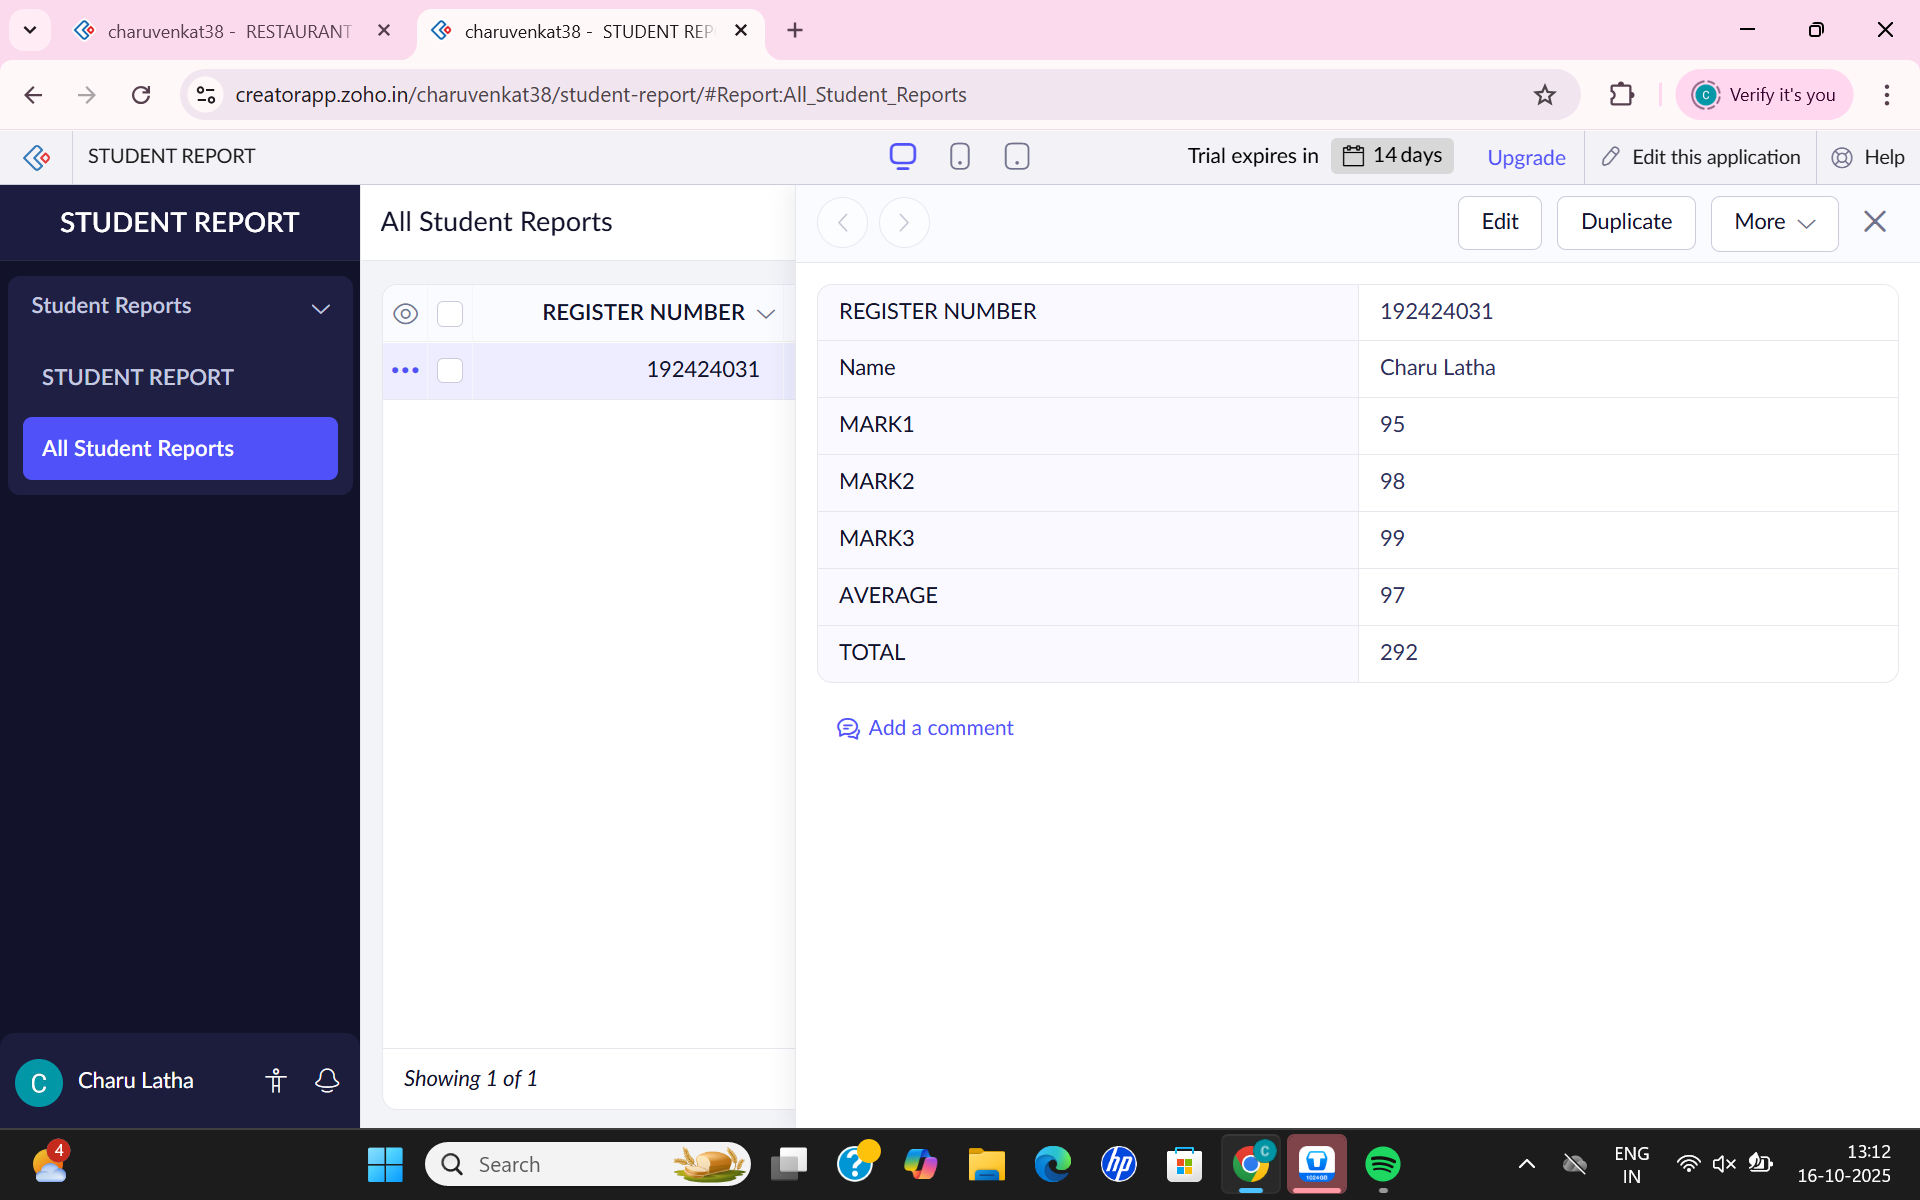 charuvenkat38 - RESTAURANT
charuvenkat38 - STUDENT REP
creatorapp.zoho.in/charuvenkat38/student-report/#Report:All_Student_Reports
C
Verify it's you
STUDENT REPORT
Trial expires in
14 days
Upgrade
Edit this application
Help
STUDENT REPORT
Student Reports
STUDENT REPORT
All Student Reports
Charu Latha
C
All Student Reports
REGISTER NUMBER
192424031
Showing 1 of 1
Edit
Duplicate
More
REGISTER NUMBER 192424031
Name Charu Latha
MARK1 95
MARK2 98
MARK3 99
AVERAGE 97
TOTAL 292
Add a comment
4
Search
hp
C
1024GB
ENG
IN
13:12
16-10-2025